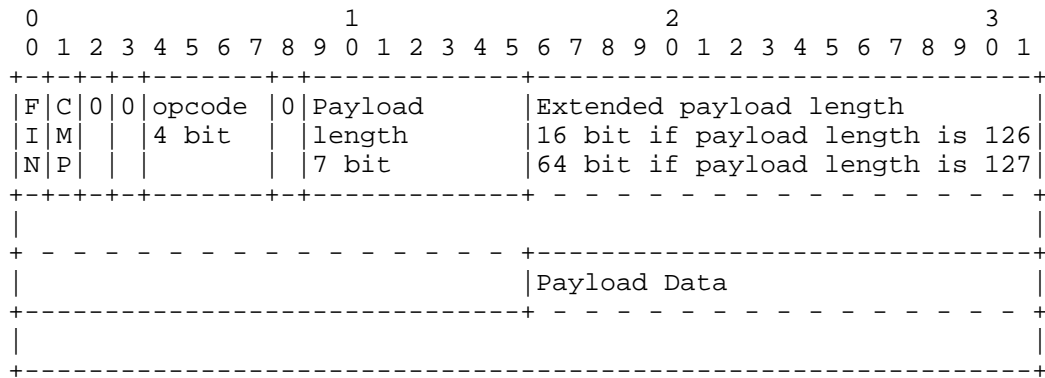 0                   1                   2                   3
 0 1 2 3 4 5 6 7 8 9 0 1 2 3 4 5 6 7 8 9 0 1 2 3 4 5 6 7 8 9 0 1
+-+-+-+-+-------+-+-------------+-------------------------------+
|F|C|0|0|opcode |0|Payload      |Extended payload length        |
|I|M| | |4 bit  | |length       |16 bit if payload length is 126|
|N|P| | |       | |7 bit        |64 bit if payload length is 127|
+-+-+-+-+-------+-+-------------+ - - - - - - - - - - - - - - - +
|                                                               |
+ - - - - - - - - - - - - - - - +-------------------------------+
|                               |Payload Data                   |
+-------------------------------+ - - - - - - - - - - - - - - - +
|                                                               |
+---------------------------------------------------------------+